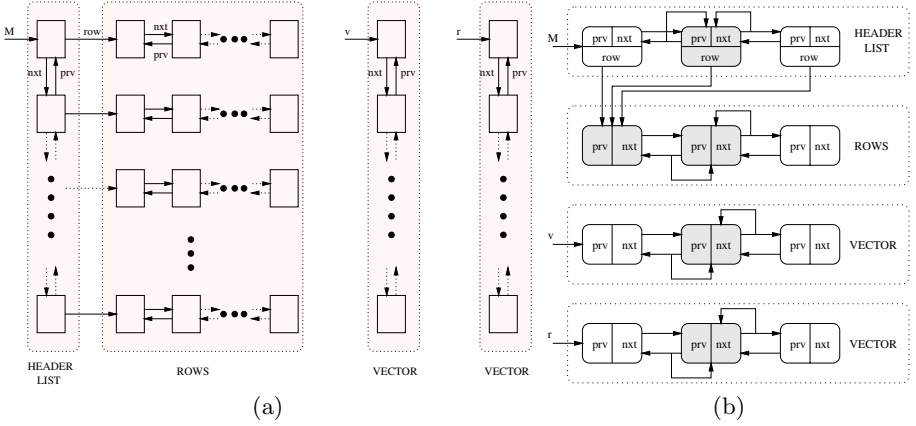 M
row
nxt
prv
nxt
prv
HEADER
LIST
ROWS
v
nxt
prv
VECTOR
r
nxt
prv
VECTOR
(a)
M
prv nxt prv nxt prv nxt
row row row
HEADER
LIST
prv nxt prv nxt prv nxt
ROWS
v
prv nxt prv nxt prv nxt
VECTOR
r
prv nxt prv nxt prv nxt
VECTOR
(b)